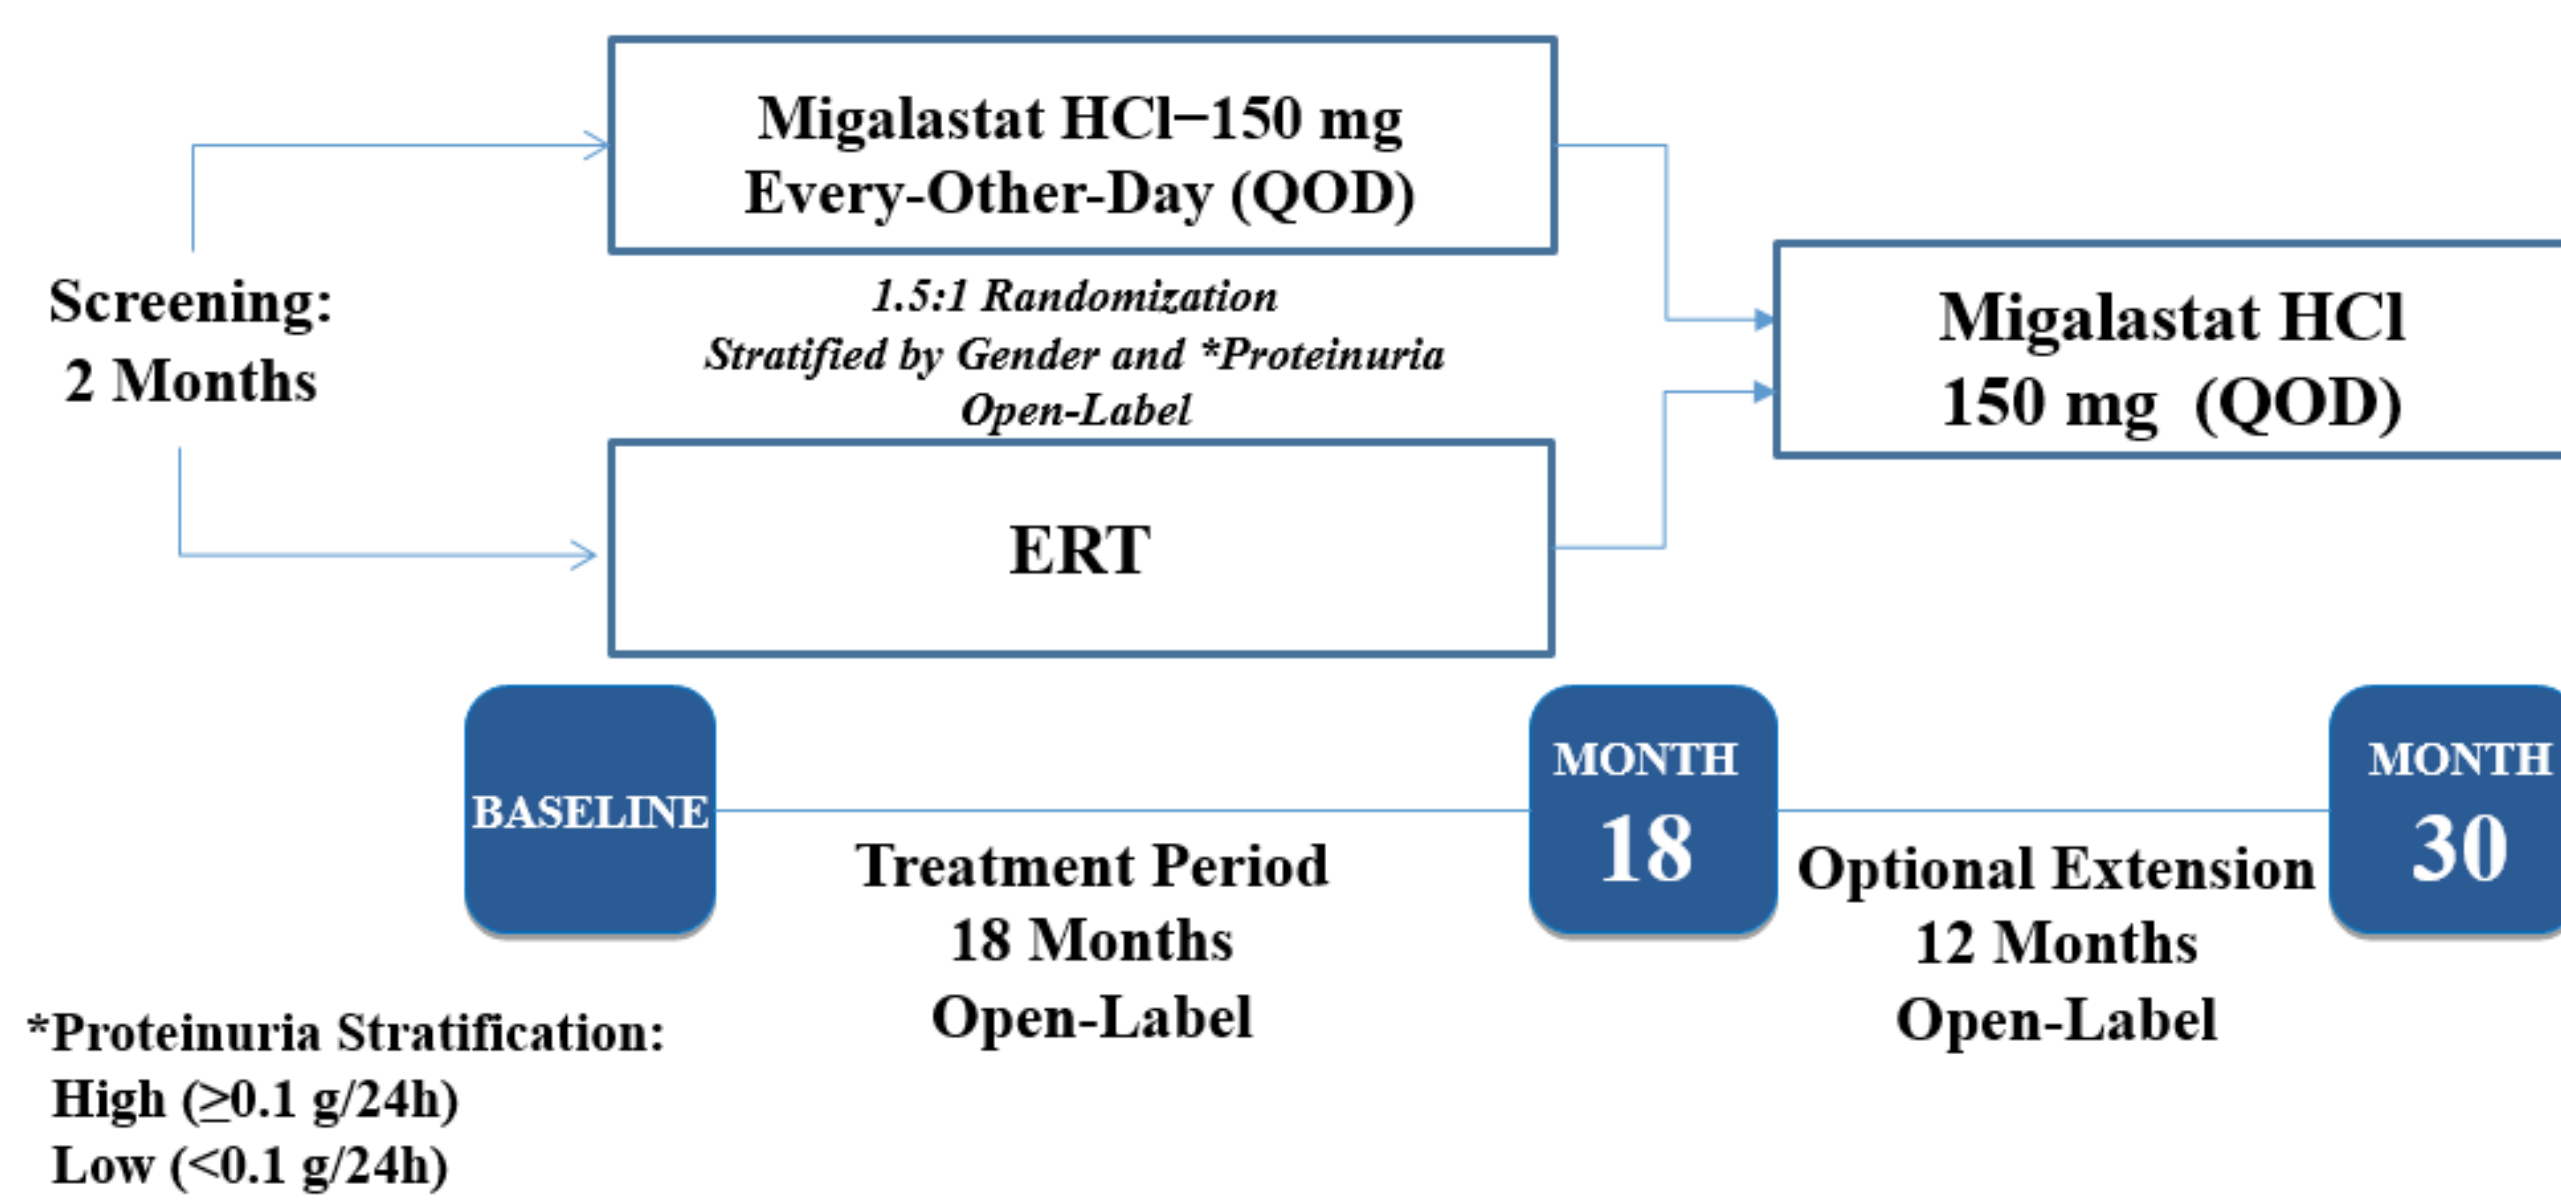 Migalastat HCl−150 mg
Every-Other-Day (QOD)
Screening:
2 Months
1.5:1 Randomization
Stratified by Gender and *Proteinuria
Open-Label
Migalastat HCl
150 mg (QOD)
ERT
BASELINE
MONTH
18
MONTH
30
Treatment Period
18 Months
Open-Label
Optional Extension
12 Months
Open-Label
*Proteinuria Stratification:
High (≥0.1 g/24h)
Low (<0.1 g/24h)